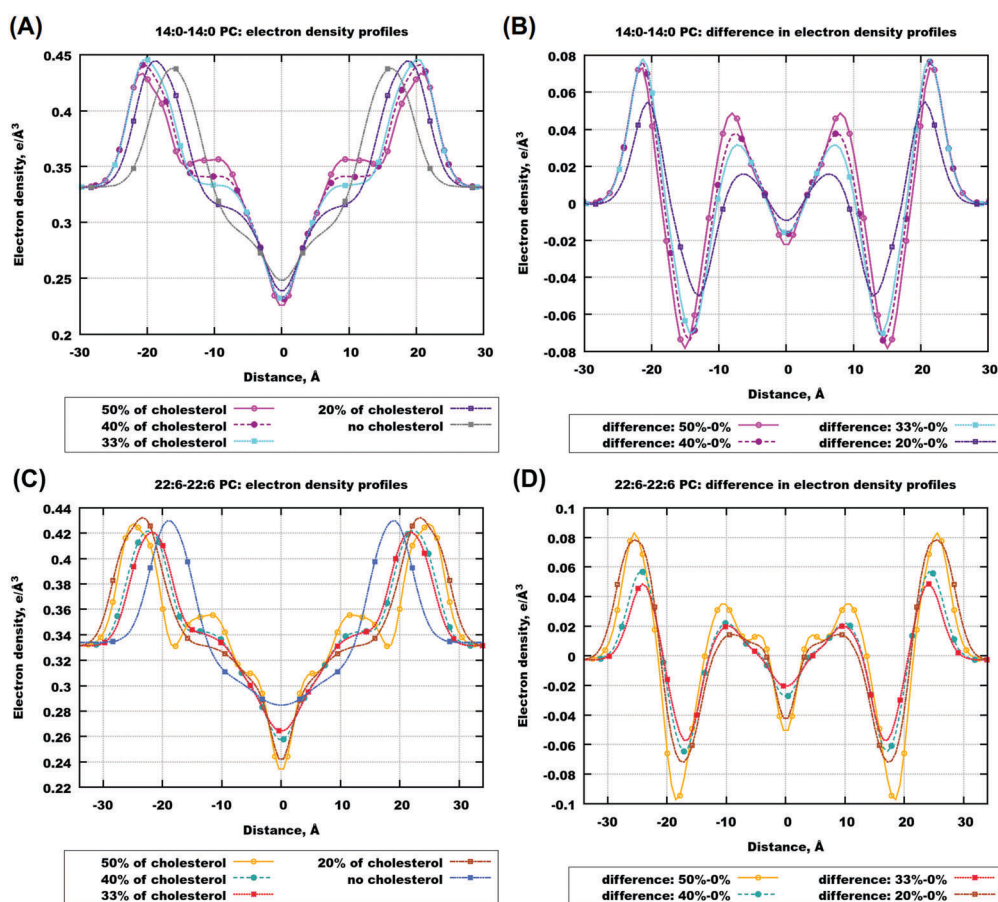 (A)
14:0-14:0 PC: electron density profiles
Electron density, e/Å³
0.45
0.4
0.35
0.3
0.25
0.2
-30 -20 -10 0 10 20 30
Distance, Å
50% of cholesterol
40% of cholesterol
33% of cholesterol
20% of cholesterol
no cholesterol
(B)
14:0-14:0 PC: difference in electron density profiles
Electron density, e/Å³
0.08
0.06
0.04
0.02
0
-0.02
-0.04
-0.06
-0.08
-30 -20 -10 0 10 20 30
Distance, Å
difference: 50%-0%
difference: 40%-0%
difference: 33%-0%
difference: 20%-0%
(C)
22:6-22:6 PC: electron density profiles
Electron density, e/Å³
0.44
0.42
0.4
0.38
0.36
0.34
0.32
0.3
0.28
0.26
0.24
0.22
-30 -20 -10 0 10 20 30
Distance, Å
50% of cholesterol
40% of cholesterol
33% of cholesterol
20% of cholesterol
no cholesterol
(D)
22:6-22:6 PC: difference in electron density profiles
Electron density, e/Å³
0.1
0.08
0.06
0.04
0.02
0
-0.02
-0.04
-0.06
-0.08
-0.1
-30 -20 -10 0 10 20 30
Distance, Å
difference: 50%-0%
difference: 40%-0%
difference: 33%-0%
difference: 20%-0%